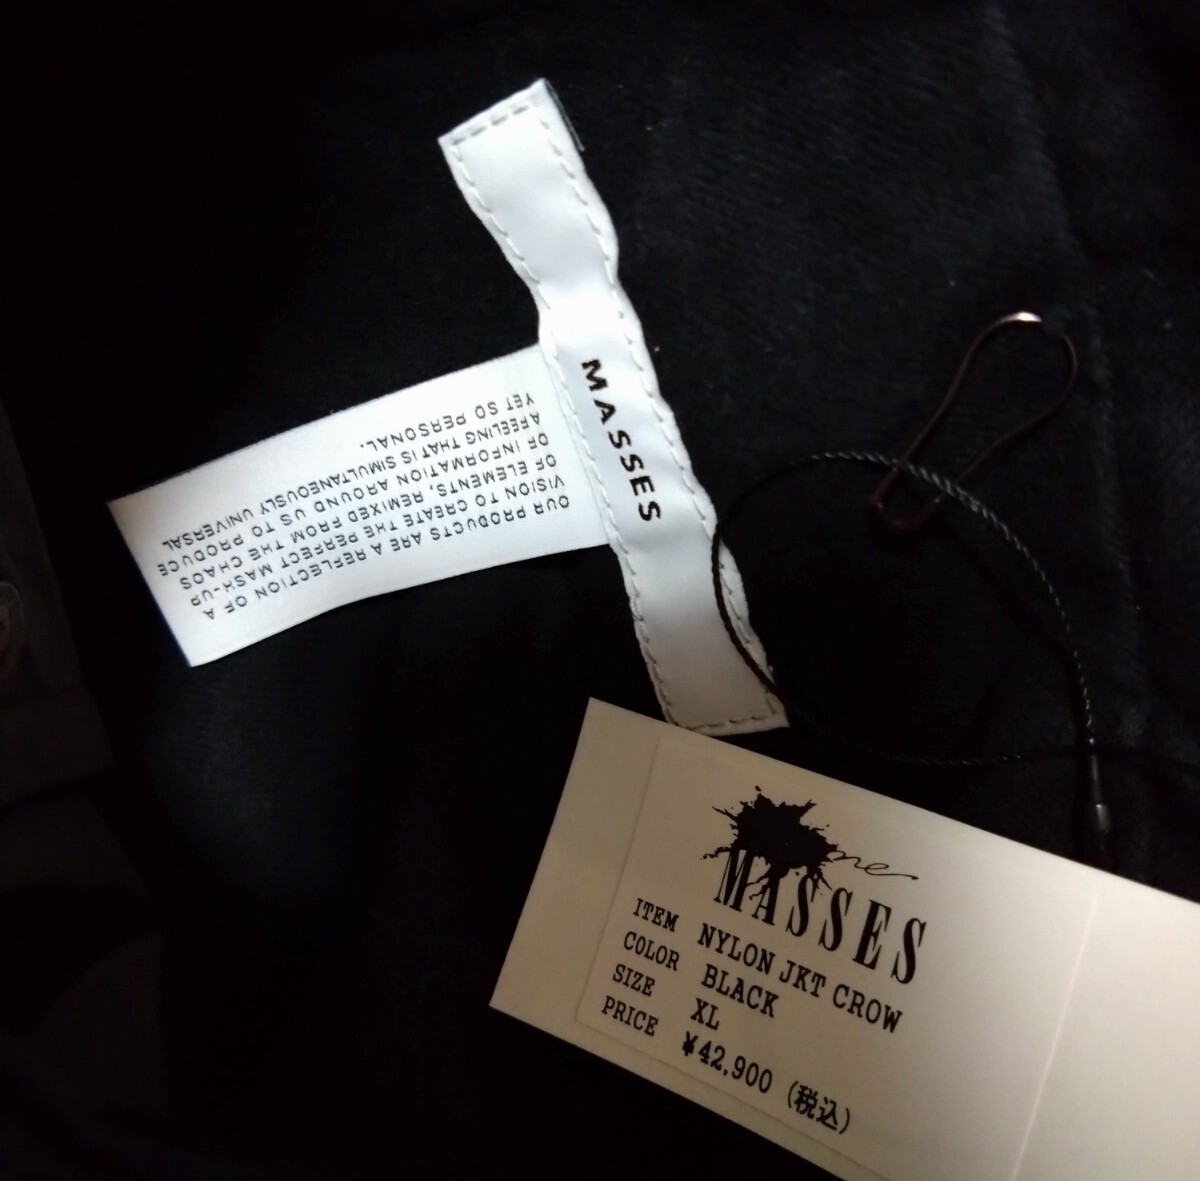 MASSES
OUR PRODUCTS ARE A REFLECTION OF A
VISION TO CREATE THE PERFECT MASH-UP
OF ELEMENTS, REMIXED FROM THE CHAOS
OF INFORMATION AROUND US TO PRODUCE
A FEELING THAT IS SIMULTANEOUSLY UNIVERSAL
YET SO PERSONAL.
ne
MASSES
ITEM NYLON JKT CROW
COLOR BLACK
SIZE XL
PRICE ¥42,900 (税込)